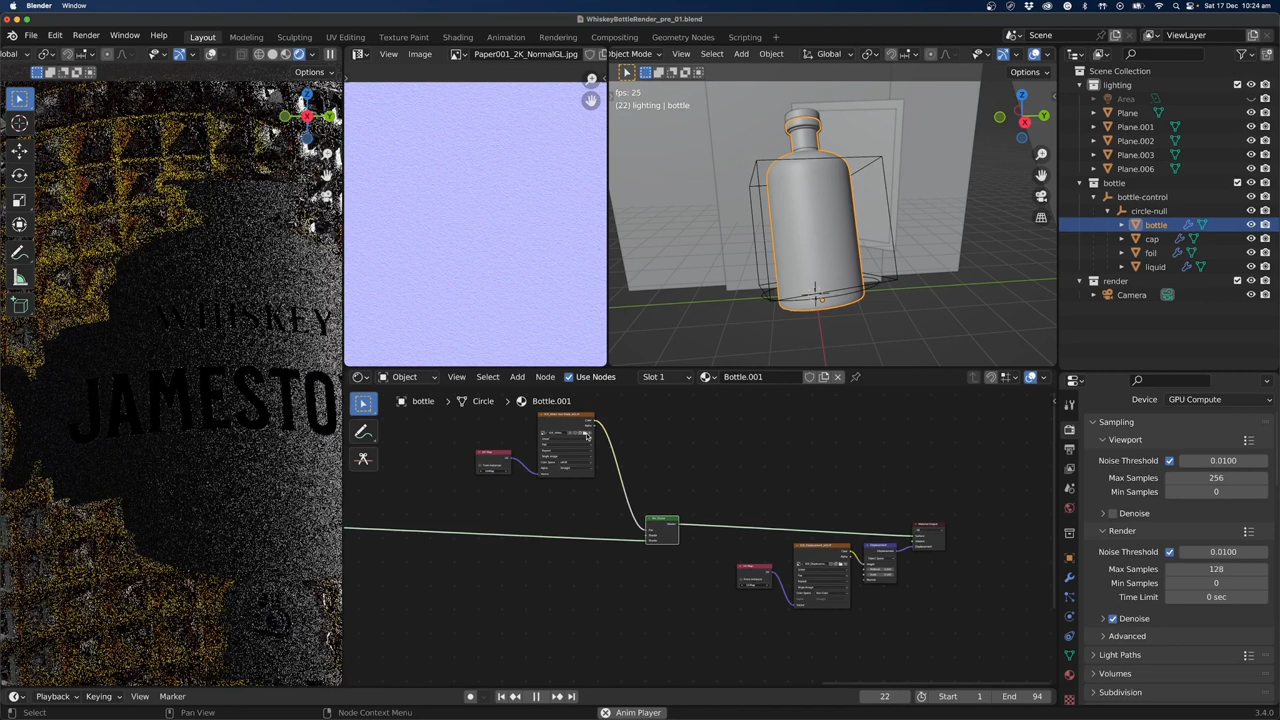 Blender Window
Sat 17 Dec 10:24 am
WhiskeyBottleRender_pre_01.blend
File Edit Render Window Help
Layout Modeling Sculpting UV Editing Texture Paint Shading Animation Rendering Compositing Geometry Nodes Scripting
Scene
ViewLayer
View Image
Paper001_2K_NormalGL.jpg
View Select Add Object
Global
Options
Options
fps: 25
(22) lighting | bottle
Scene Collection
lighting
Area
Plane
Plane.001
Plane.002
Plane.003
Plane.006
bottle
bottle-control
circle-null
bottle
cap
foil
liquid
render
Camera
WHISKEY
JAMESTO
Object View Select Add Node Use Nodes Slot 1 Bottle.001
bottle Circle Bottle.001
Device GPU Compute
Sampling
Viewport
Noise Threshold 0.0100
Max Samples 256
Min Samples 0
Denoise
Render
Noise Threshold 0.0100
Max Samples 128
Min Samples 0
Time Limit 0 sec
Denoise
Advanced
Light Paths
Volumes
Subdivision
Playback Keying View Marker
22 Start 1 End 94
Select Pan View Node Context Menu Anim Player 3.4.0